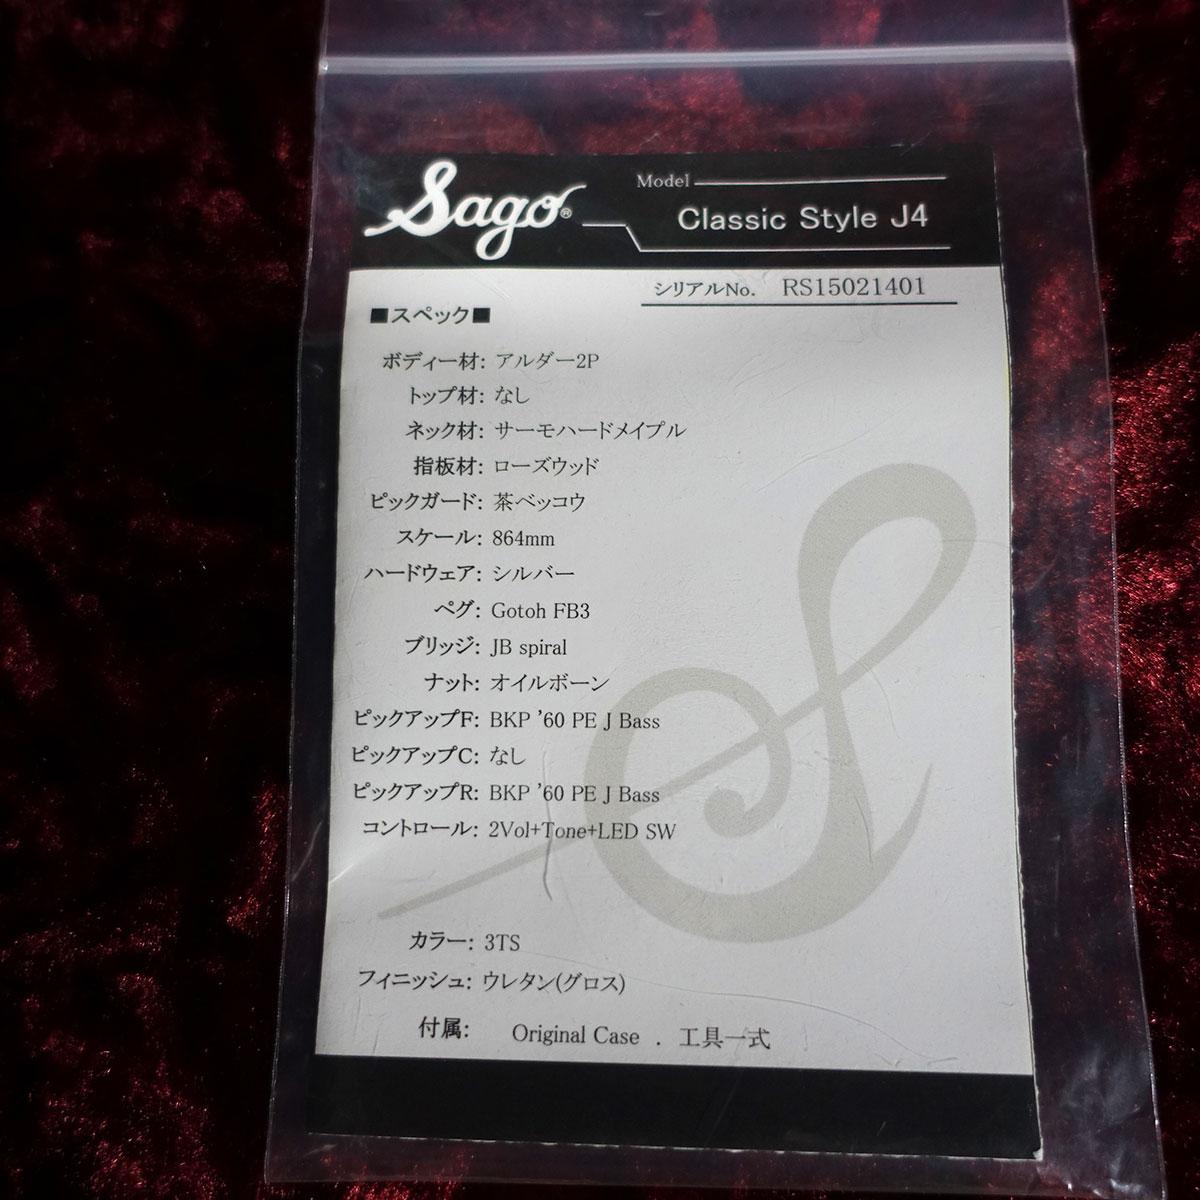 Sago®
Model
Classic Style J4
シリアルNo. RS15021401
■スペック■
ボディー材: アルダー2P
トップ材: なし
ネック材: サーモハードメイプル
指板材: ローズウッド
ピックガード: 茶ベッコウ
スケール: 864mm
ハードウェア: シルバー
ペグ: Gotoh FB3
ブリッジ: JB spiral
ナット: オイルボーン
ピックアップF: BKP '60 PE J Bass
ピックアップC: なし
ピックアップR: BKP '60 PE J Bass
コントロール: 2Vol+Tone+LED SW
カラー: 3TS
フィニッシュ: ウレタン(グロス)
付属: Original Case . 工具一式